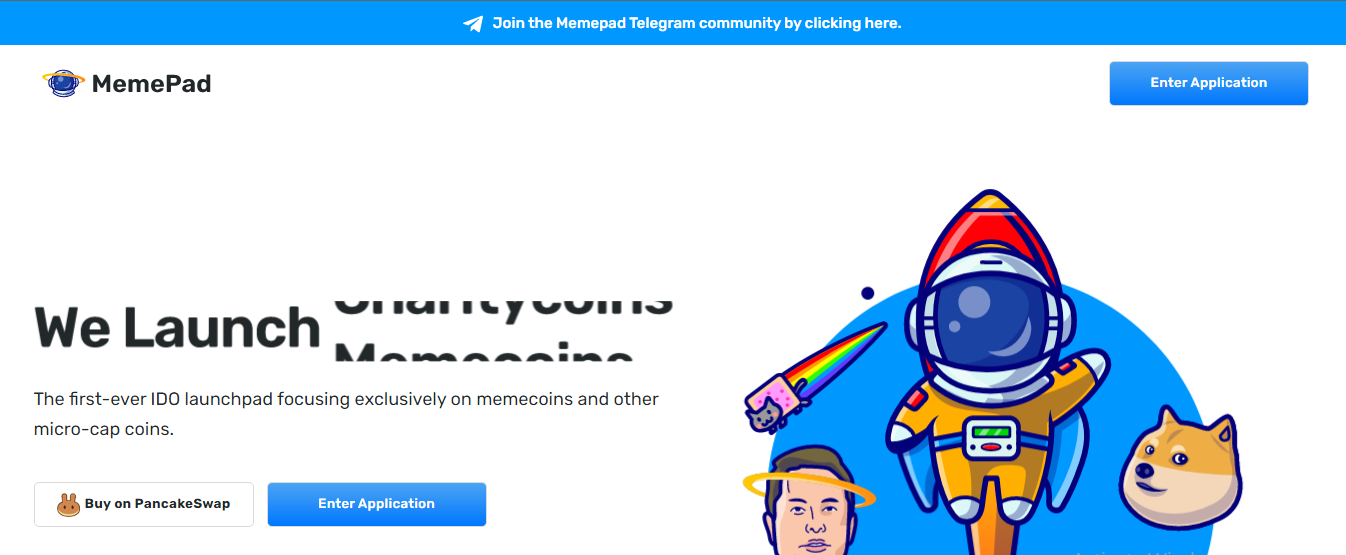 Join the Memepad Telegram community by clicking here.
MemePad
Enter Application
We Launch
Charitycoins
Memecoins
The first-ever IDO launchpad focusing exclusively on memecoins and other
micro-cap coins.
Buy on PancakeSwap
Enter Application